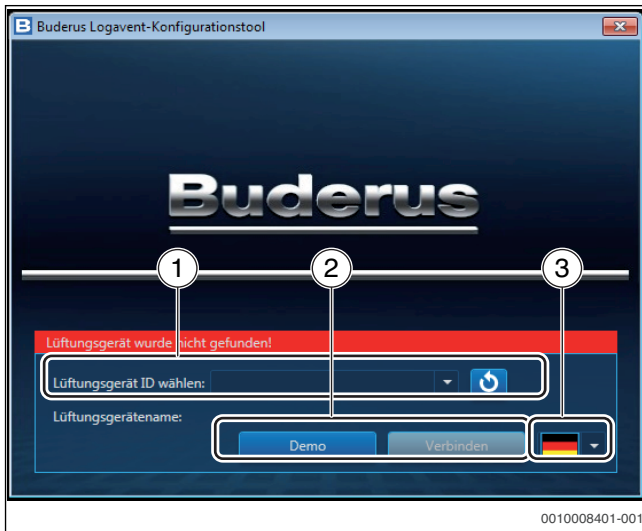 Buderus Logavent-Konfigurationstool
Buderus
1
2
3
Lüftungsgerät wurde nicht gefunden!
Lüftungsgerät ID wählen:
Lüftungsgerätename:
Demo
Verbinden
0010008401-001